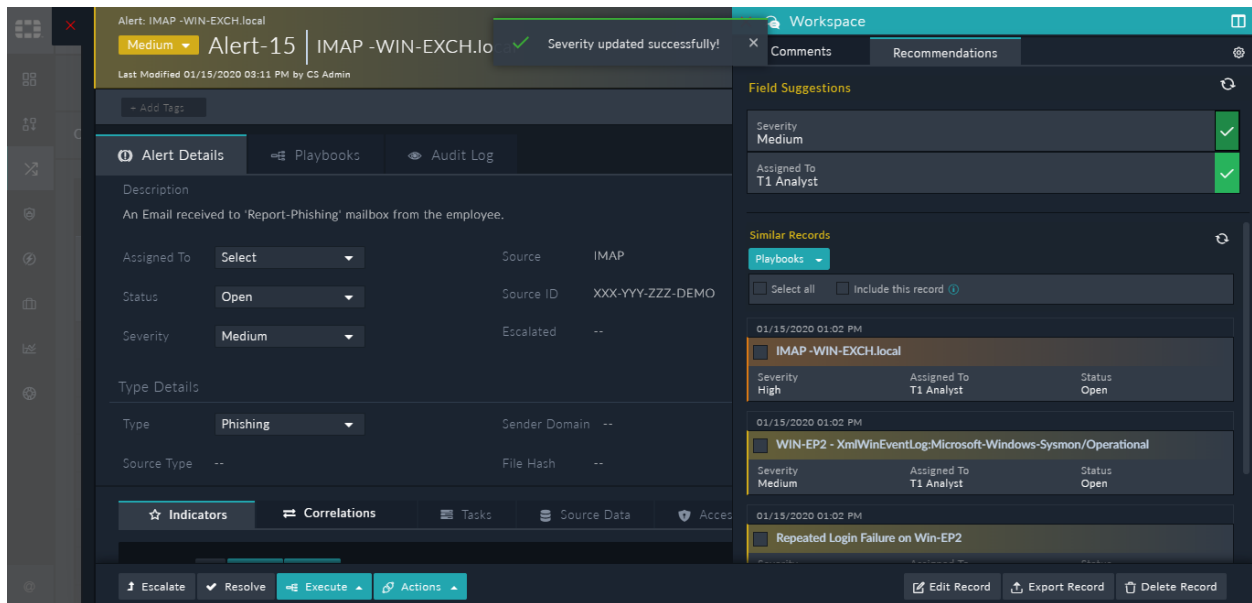 Alert: IMAP -WIN-EXCH.local
Medium
Alert-15
IMAP -WIN-EXCH.lo
Last Modified 01/15/2020 03:11 PM by CS Admin
Severity updated successfully!
+ Add Tags
Alert Details
Playbooks
Audit Log
Description
An Email received to 'Report-Phishing' mailbox from the employee.
Assigned To
Select
Source
IMAP
Status
Open
Source ID
XXX-YYY-ZZZ-DEMO
Severity
Medium
Escalated
--
Type Details
Type
Phishing
Sender Domain
--
Source Type
--
File Hash
--
Indicators
Correlations
Tasks
Source Data
Acces
Escalate
Resolve
Execute
Actions
Edit Record
Export Record
Delete Record
Workspace
Comments
Recommendations
Field Suggestions
Severity
Medium
Assigned To
T1 Analyst
Similar Records
Playbooks
Select all
Include this record
01/15/2020 01:02 PM
IMAP -WIN-EXCH.local
Severity
High
Assigned To
T1 Analyst
Status
Open
01/15/2020 01:02 PM
WIN-EP2 - XmlWinEventLog:Microsoft-Windows-Sysmon/Operational
Severity
Medium
Assigned To
T1 Analyst
Status
Open
01/15/2020 01:02 PM
Repeated Login Failure on Win-EP2